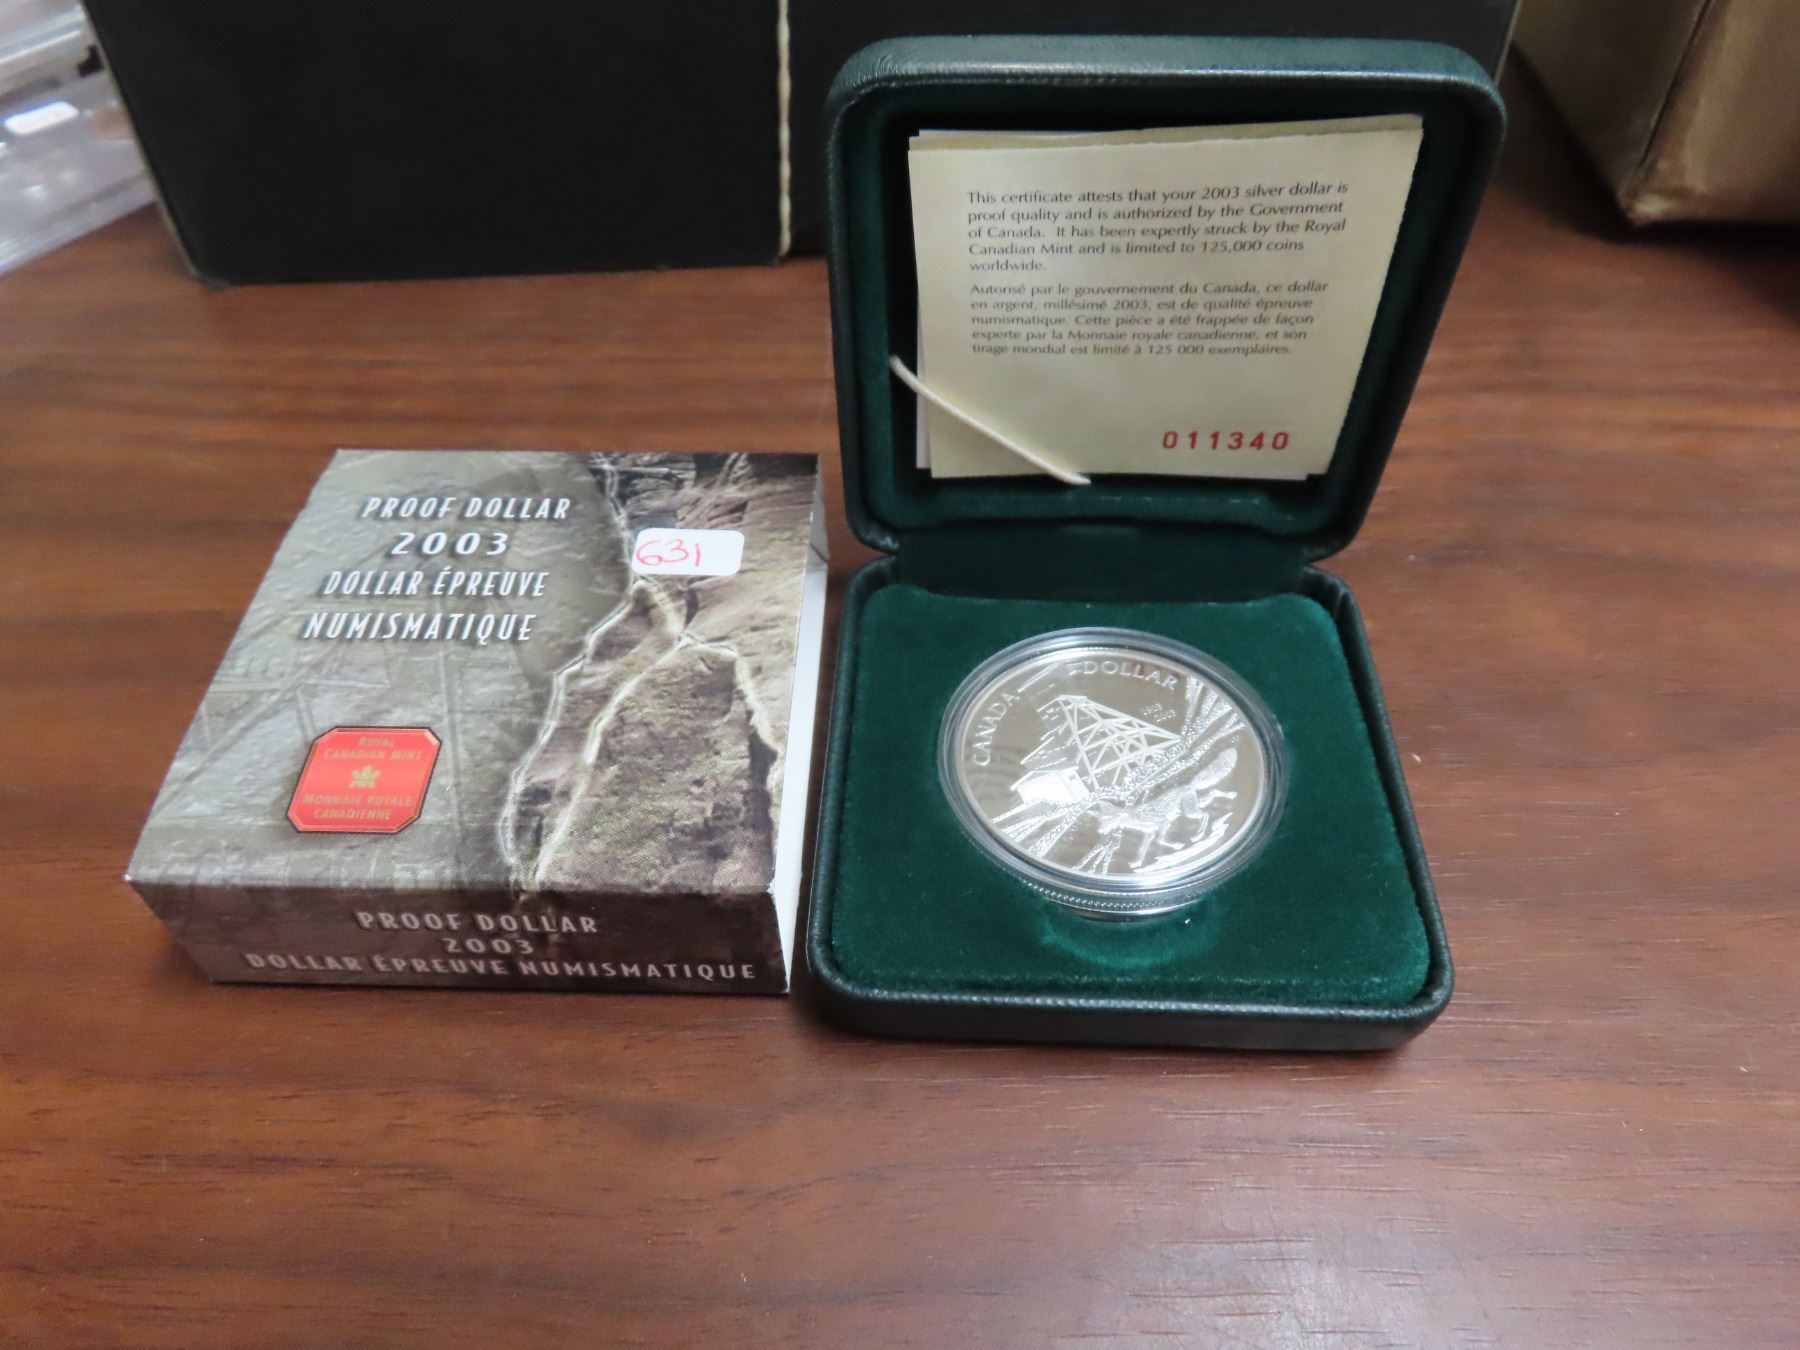 This certificate attests that your 2003 silver dollar is
proof quality and is authorized by the Government
of Canada. It has been expertly struck by the Royal
Canadian Mint and is limited to 125,000 coins
worldwide.
Autorisé par le gouvernement du Canada, ce dollar
en argent, millésimé 2003, est de qualité épreuve
numismatique. Cette pièce a été frappée de façon
experte par la Monnaie royale canadienne, et son
tirage mondial est limité à 125 000 exemplaires.
011340
PROOF DOLLAR
2003
DOLLAR ÉPREUVE
NUMISMATIQUE
631
ROYAL
CANADIAN MINT
MONNAIE ROYALE
CANADIENNE
PROOF DOLLAR
2003
DOLLAR ÉPREUVE NUMISMATIQUE
CANADA
DOLLAR